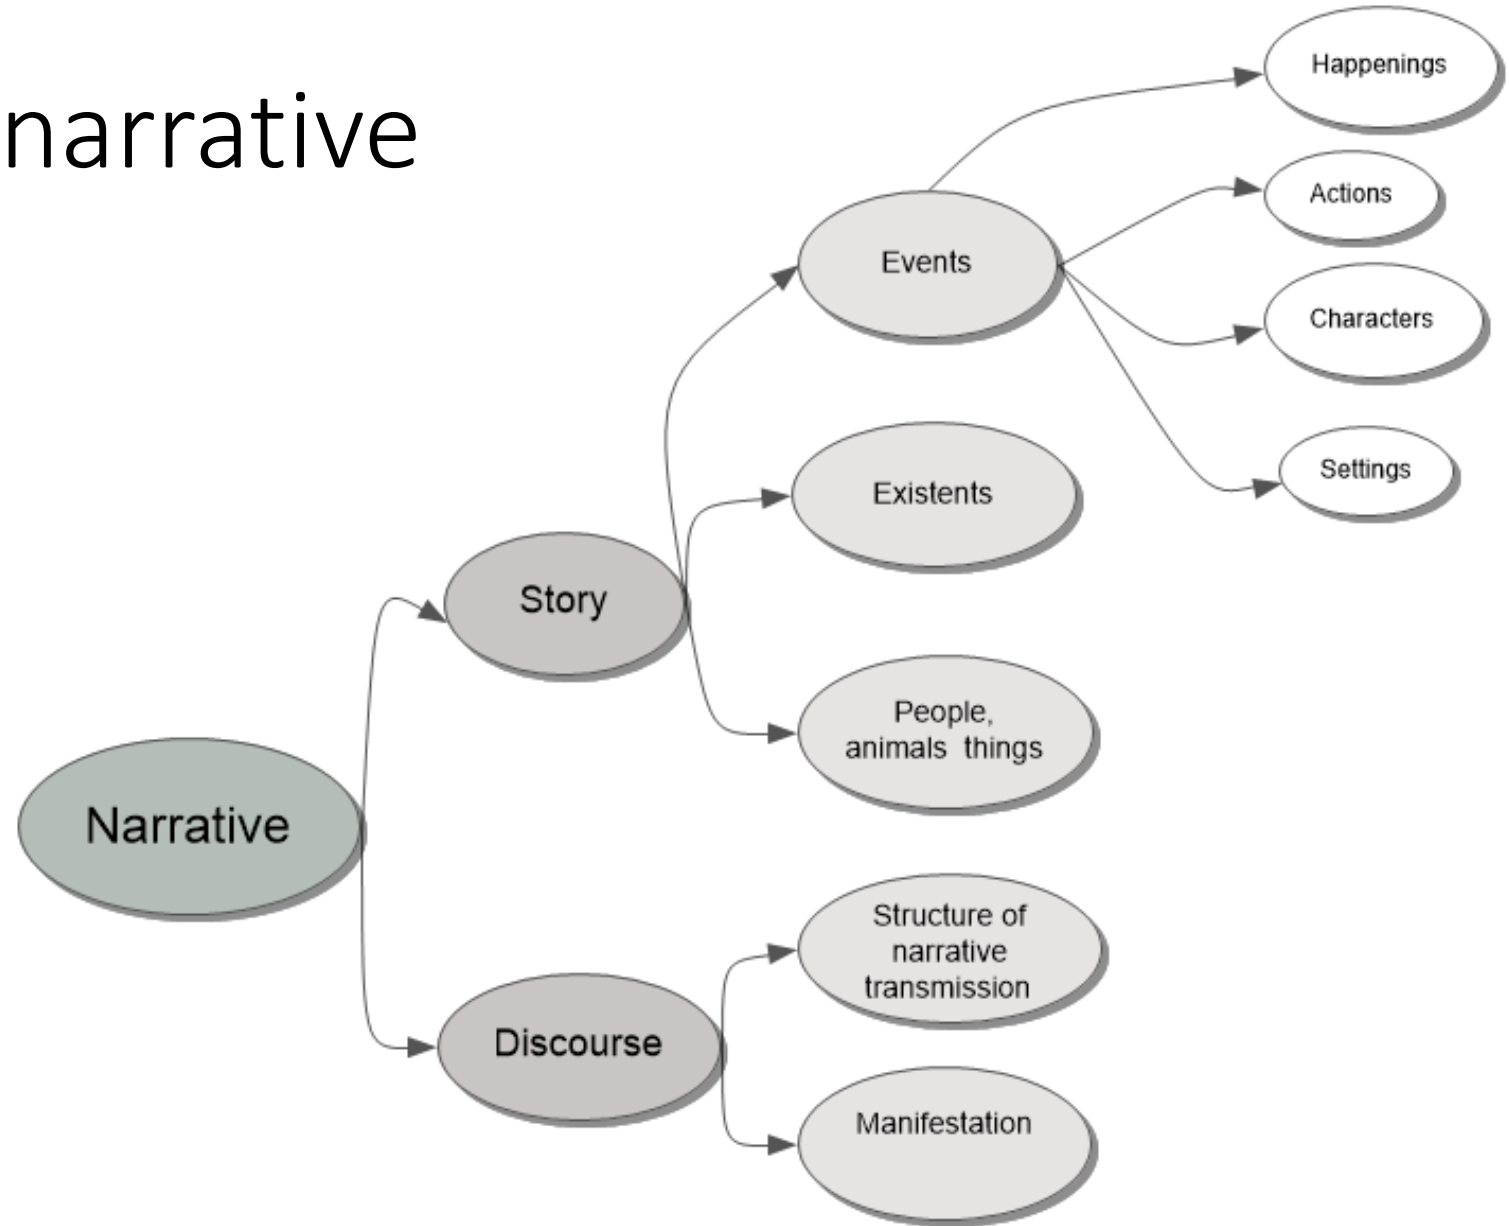 narrative
Happenings
Actions
Events
Characters
Settings
Existents
Story
People,
animals things
Narrative
Structure of
narrative
transmission
Discourse
Manifestation